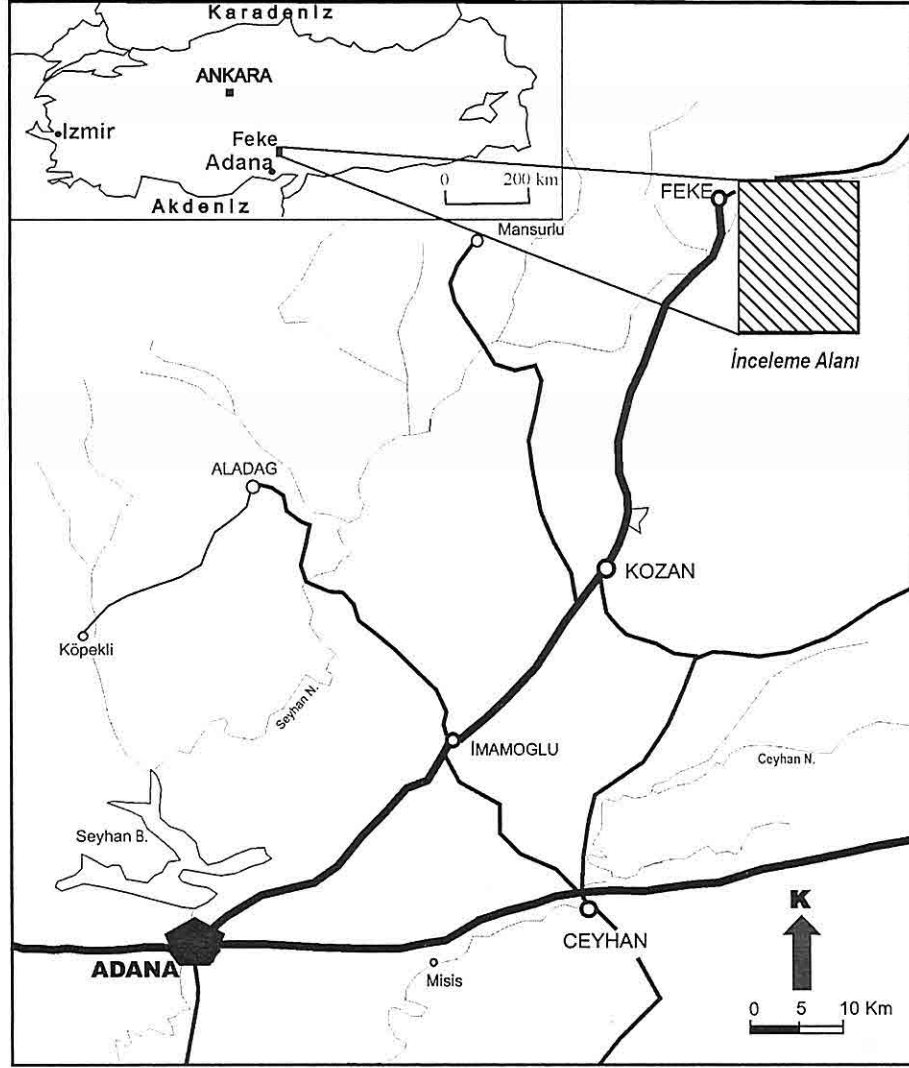 Karadeniz
ANKARA
Izmir
Feke
Adana
0 200 km
Akdeniz
FEKE
Mansurlu
İnceleme Alanı
ALADAG
KOZAN
Köpekli
Seyhan N.
İMAMOGLU
Ceyhan N.
Seyhan B.
K
CEYHAN
ADANA
Misis
0 5 10 Km